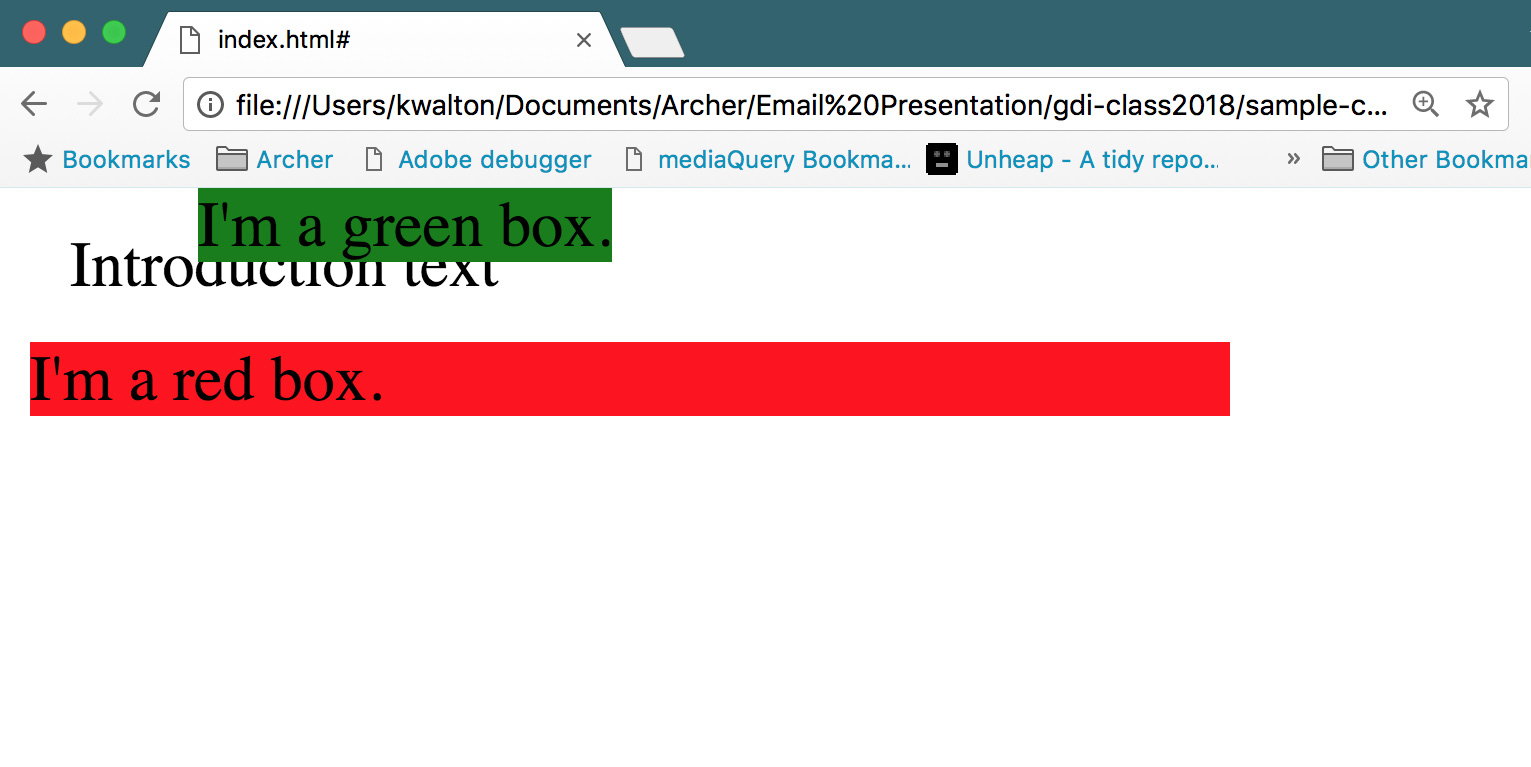 index.html#
file:///Users/kwalton/Documents/Archer/Email%20Presentation/gdi-class2018/sample-c...
Bookmarks Archer Adobe debugger mediaQuery Bookma... Unheap - A tidy repo... » Other Bookma
I'm a green box.
Introduction text
I'm a red box.